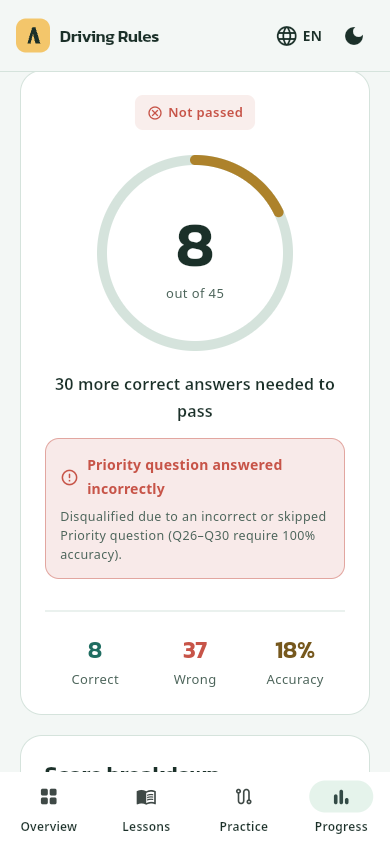 Driving Rules
EN
Not passed
8
out of 45
30 more correct answers needed to
pass
Priority question answered
incorrectly
Disqualified due to an incorrect or skipped
Priority question (Q26–Q30 require 100%
accuracy).
8
37
18%
Correct
Wrong
Accuracy
Score breakdown
Overview
Lessons
Practice
Progress